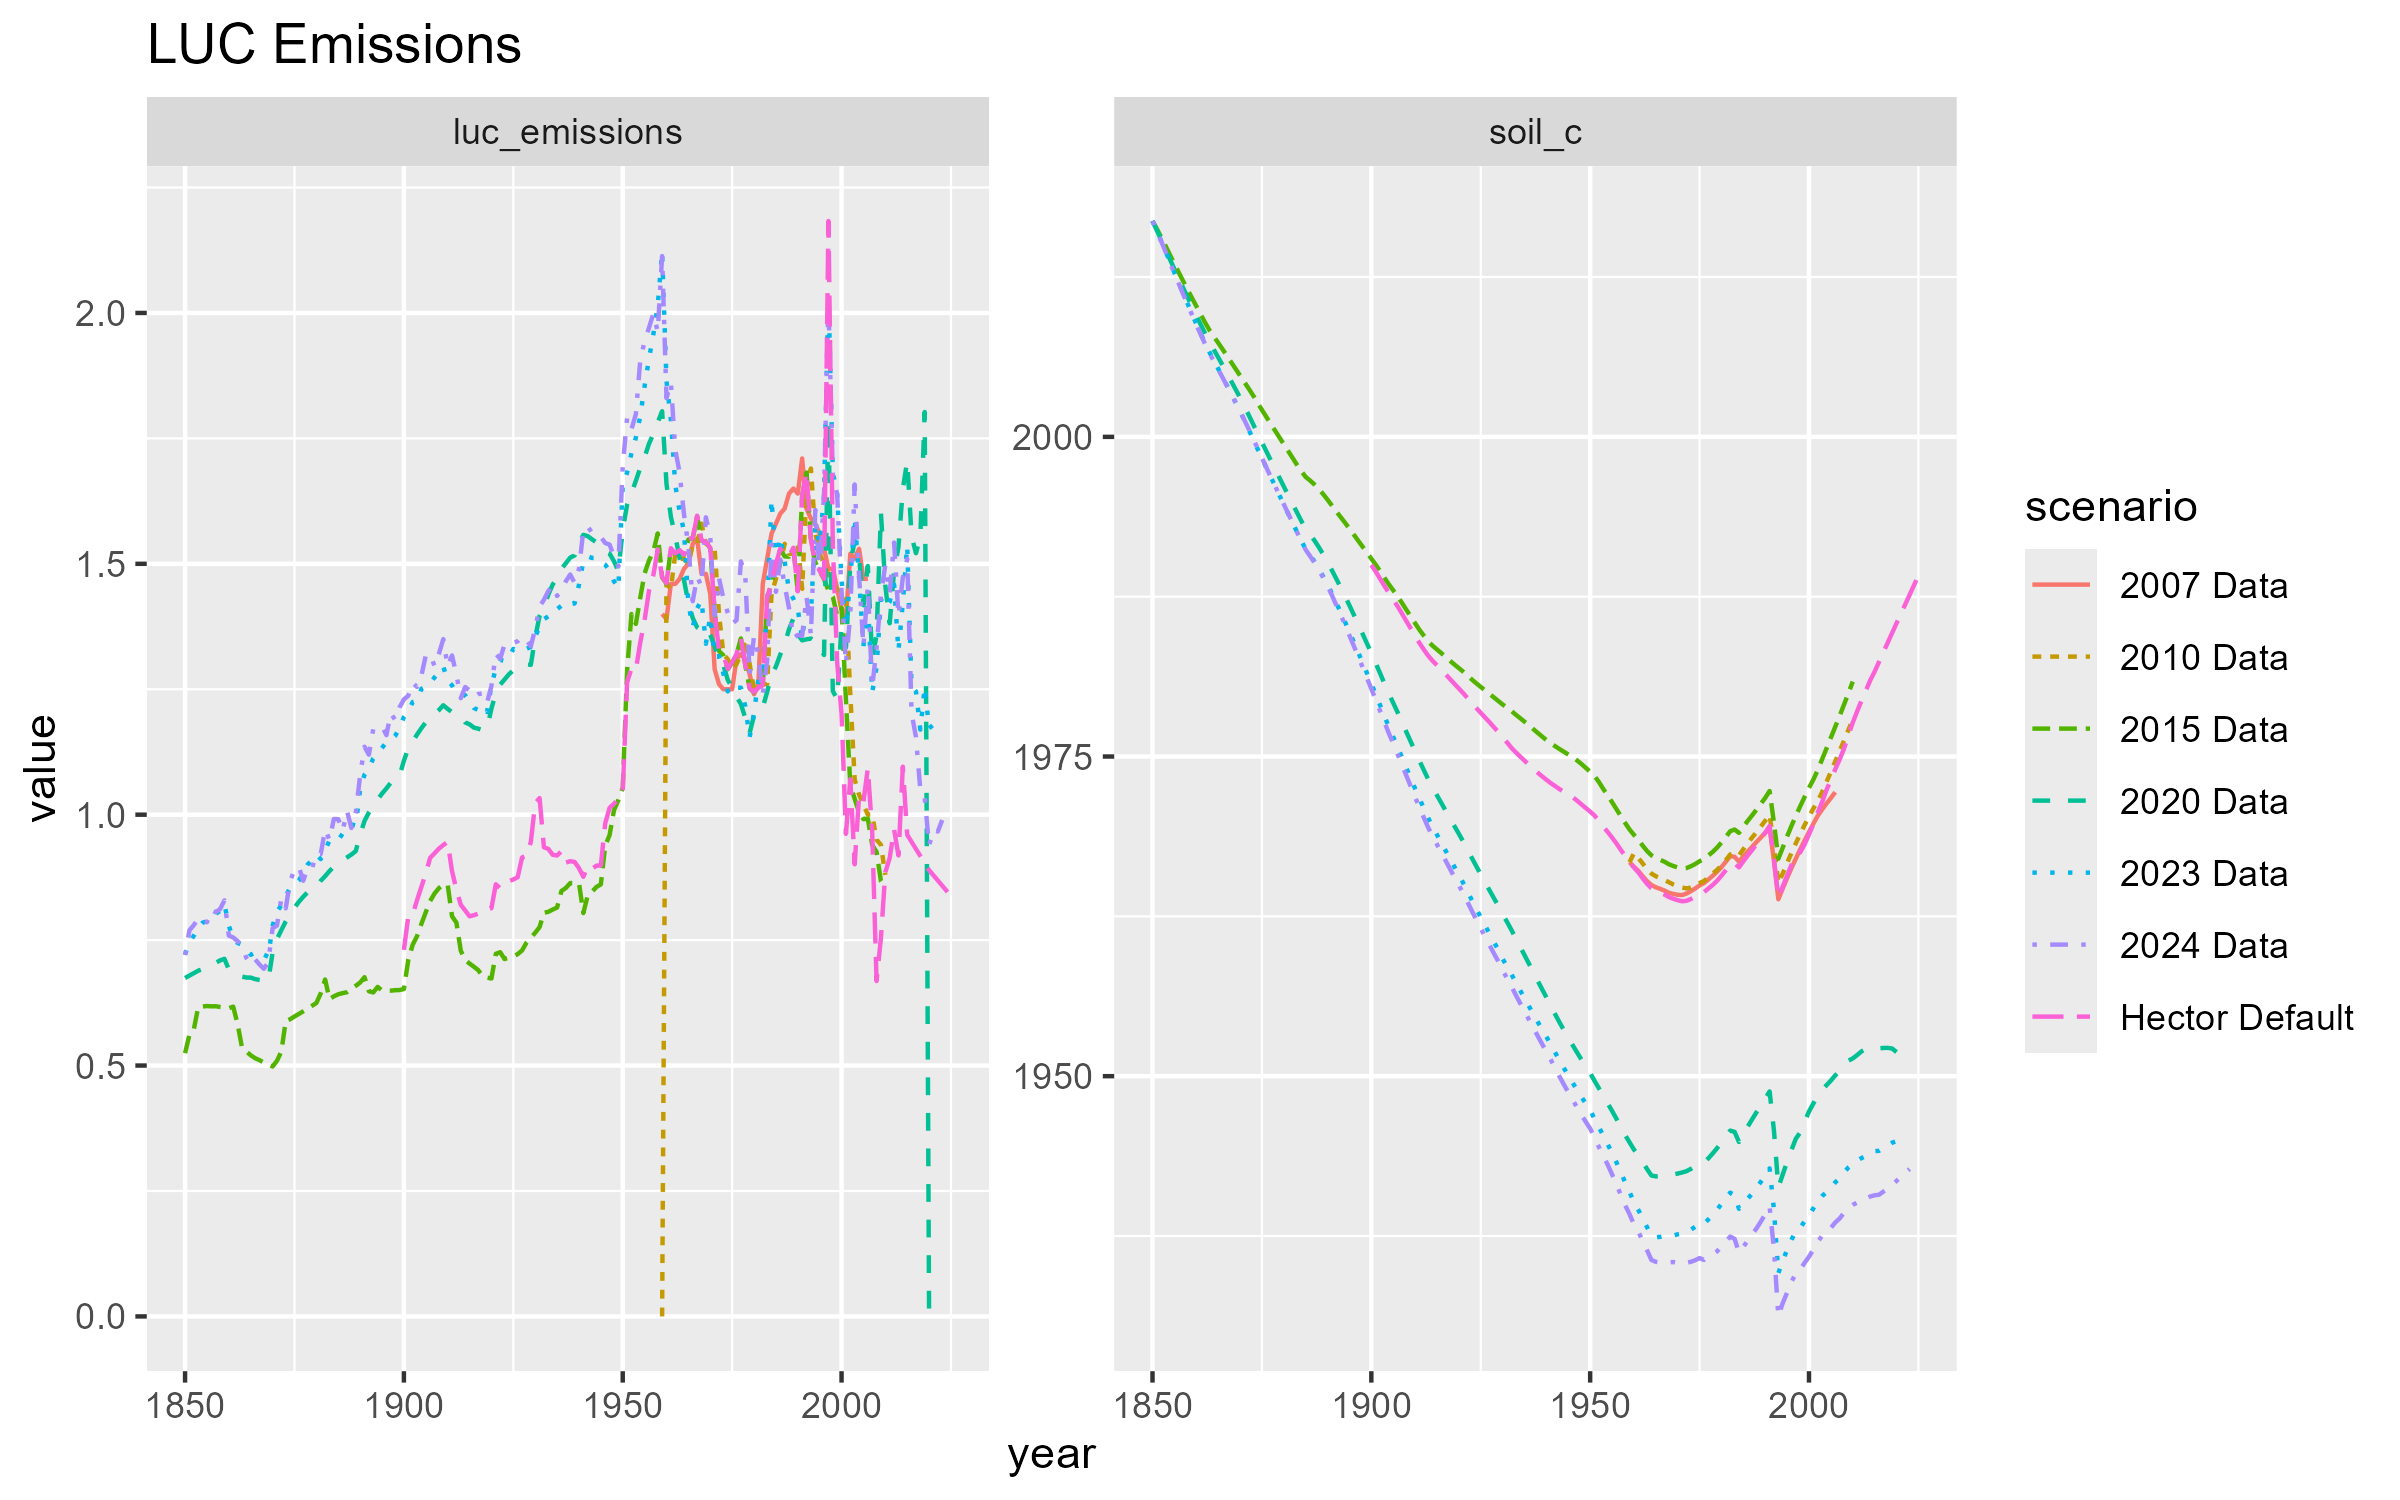 LUC Emissions
luc_emissions
soil_c
value
2.0
1.5
1.0
0.5
0.0
1850
1900
1950
2000
2000
1975
1950
1850
1900
1950
2000
year
scenario
2007 Data
2010 Data
2015 Data
2020 Data
2023 Data
2024 Data
Hector Default